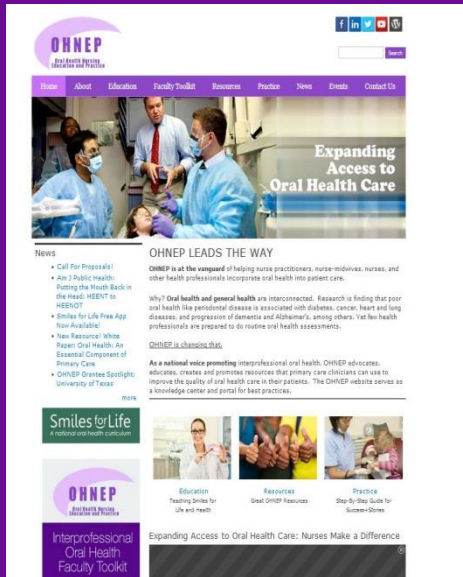 OHNEP
Oral Health Nursing
Education and Practice
Search
Home About Education Faculty Toolkit Resources Practice News Events Contact Us
Expanding
Access to
Oral Health Care
News
• Call For Proposals!
• Am J Public Health:
Putting the Mouth Back in
the Head: HEENT to
HEENOT
• Smiles for Life Free App
Now Available!
• New Resource! White
Paper: Oral Health: An
Essential Component of
Primary Care
• OHNEP Grantee Spotlight:
University of Texas
more
Smiles for Life
A national oral health curriculum
OHNEP
Oral Health Nursing
Education and Practice
Interprofessional
Oral Health
Faculty Toolkit
OHNEP LEADS THE WAY
OHNEP is at the vanguard of helping nurse practitioners, nurse-midwives, nurses, and
other health professionals incorporate oral health into patient care.
Why? Oral health and general health are interconnected. Research is finding that poor
oral health like periodontal disease is associated with diabetes, cancer, heart and lung
diseases, and progression of dementia and Alzheimer's, among others. Yet few health
professionals are prepared to do routine oral health assessments.
OHNEP is changing that.
As a national voice promoting interprofessional oral health, OHNEP advocates,
educates, creates and promotes resources that primary care clinicians can use to
improve the quality of oral health care in their patients. The OHNEP website serves as
a knowledge center and portal for best practices.
Education
Teaching Smiles for
Life and Health
Resources
Great OHNEP Resources
Practice
Step-By-Step Guide for
Success+Stories
Expanding Access to Oral Health Care: Nurses Make a Difference